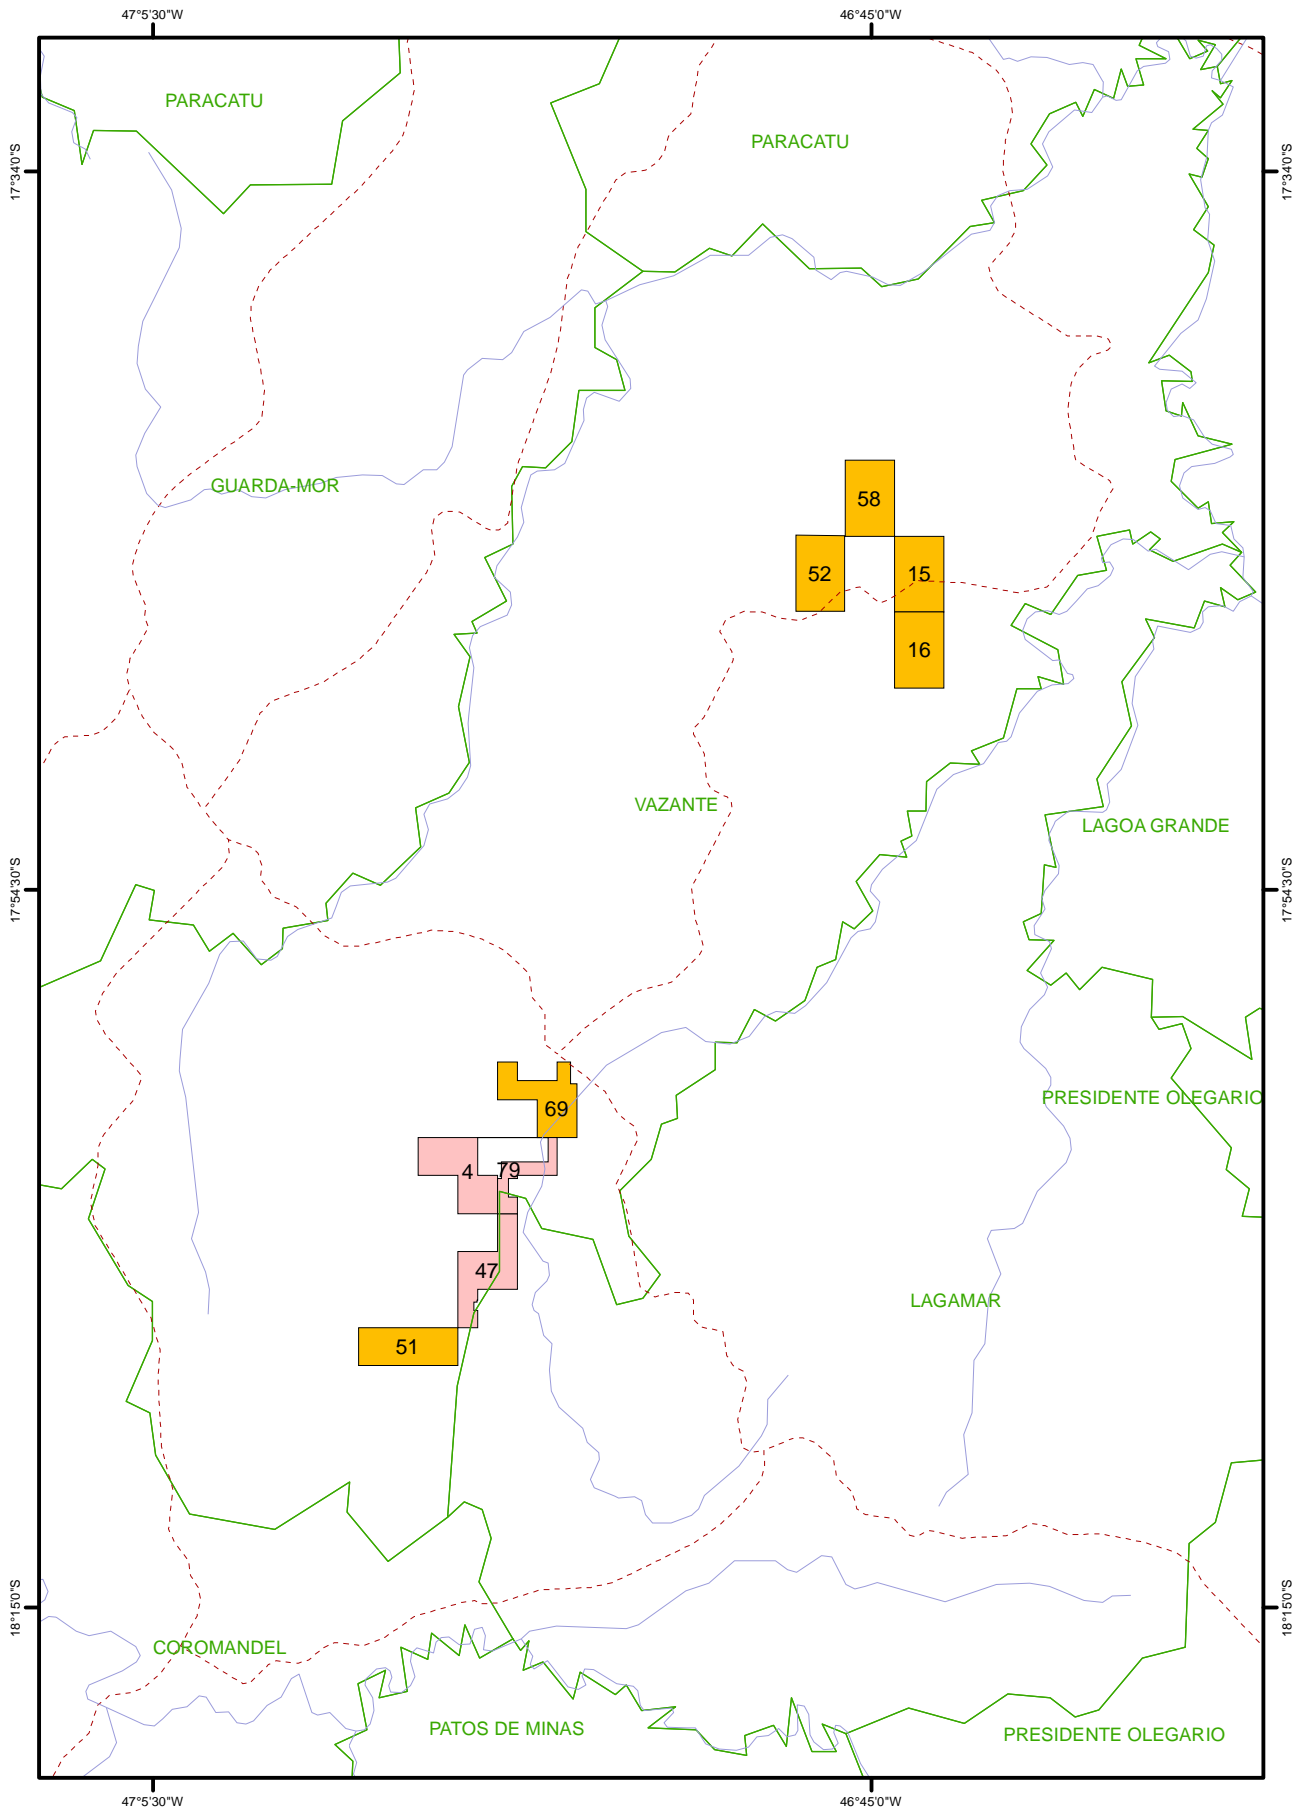 47°5'30"W
46°45'0"W
PARACATU
PARACATU
17°34'0"S
17°34'0"S
GUARDA-MOR
58
52
15
16
VAZANTE
LAGOA GRANDE
17°54'30"S
17°54'30"S
PRESIDENTE OLEGARIO
69
4
79
47
LAGAMAR
51
18°15'0"S
18°15'0"S
COROMANDEL
PATOS DE MINAS
PRESIDENTE OLEGARIO
47°5'30"W
46°45'0"W